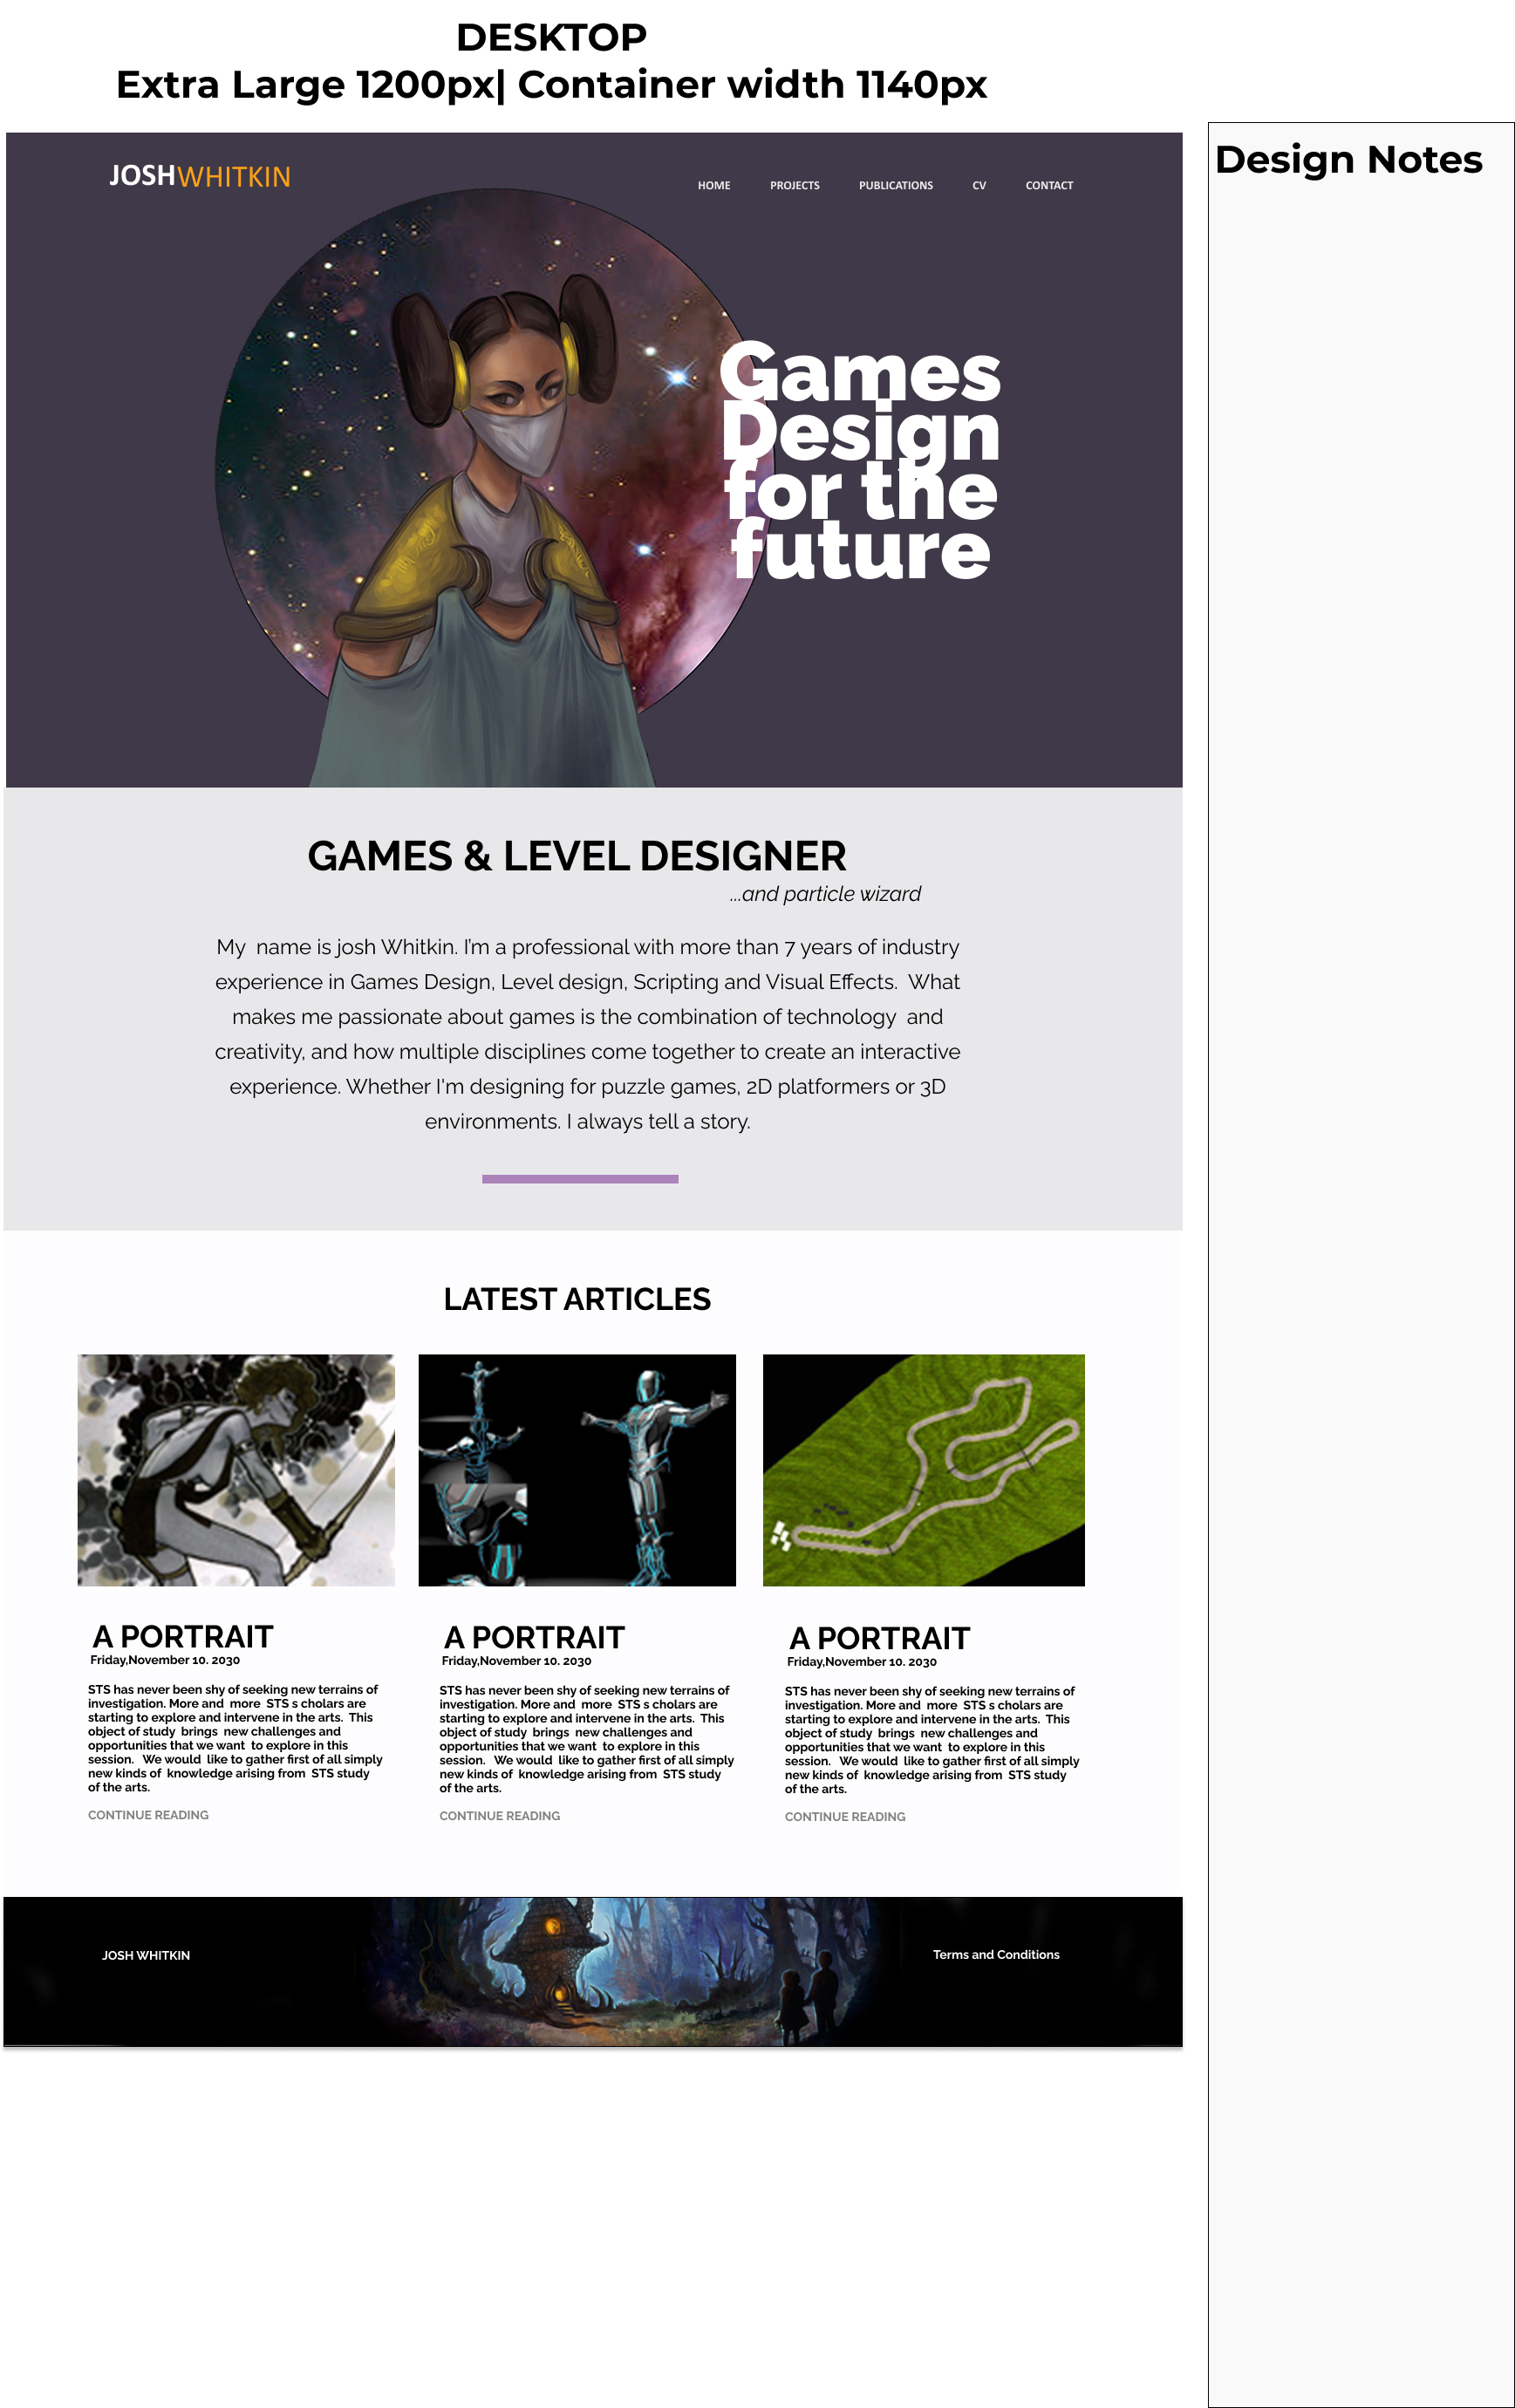 DESKTOP
Extra Large 1200px| Container width 1140px
Design Notes
JOSHWHITKIN
HOME PROJECTS PUBLICATIONS CV CONTACT
Games
Design
for the
future
GAMES & LEVEL DESIGNER
...and particle wizard
My name is josh Whitkin. I'm a professional with more than 7 years of industry
experience in Games Design, Level design, Scripting and Visual Effects. What
makes me passionate about games is the combination of technology and
creativity, and how multiple disciplines come together to create an interactive
experience. Whether I'm designing for puzzle games, 2D platformers or 3D
environments. I always tell a story.
LATEST ARTICLES
A PORTRAIT
Friday,November 10. 2030
STS has never been shy of seeking new terrains of
investigation. More and more STS s cholars are
starting to explore and intervene in the arts. This
object of study brings new challenges and
opportunities that we want to explore in this
session. We would like to gather first of all simply
new kinds of knowledge arising from STS study
of the arts.
CONTINUE READING
A PORTRAIT
Friday,November 10. 2030
STS has never been shy of seeking new terrains of
investigation. More and more STS s cholars are
starting to explore and intervene in the arts. This
object of study brings new challenges and
opportunities that we want to explore in this
session. We would like to gather first of all simply
new kinds of knowledge arising from STS study
of the arts.
CONTINUE READING
A PORTRAIT
Friday,November 10. 2030
STS has never been shy of seeking new terrains of
investigation. More and more STS s cholars are
starting to explore and intervene in the arts. This
object of study brings new challenges and
opportunities that we want to explore in this
session. We would like to gather first of all simply
new kinds of knowledge arising from STS study
of the arts.
CONTINUE READING
JOSH WHITKIN
Terms and Conditions